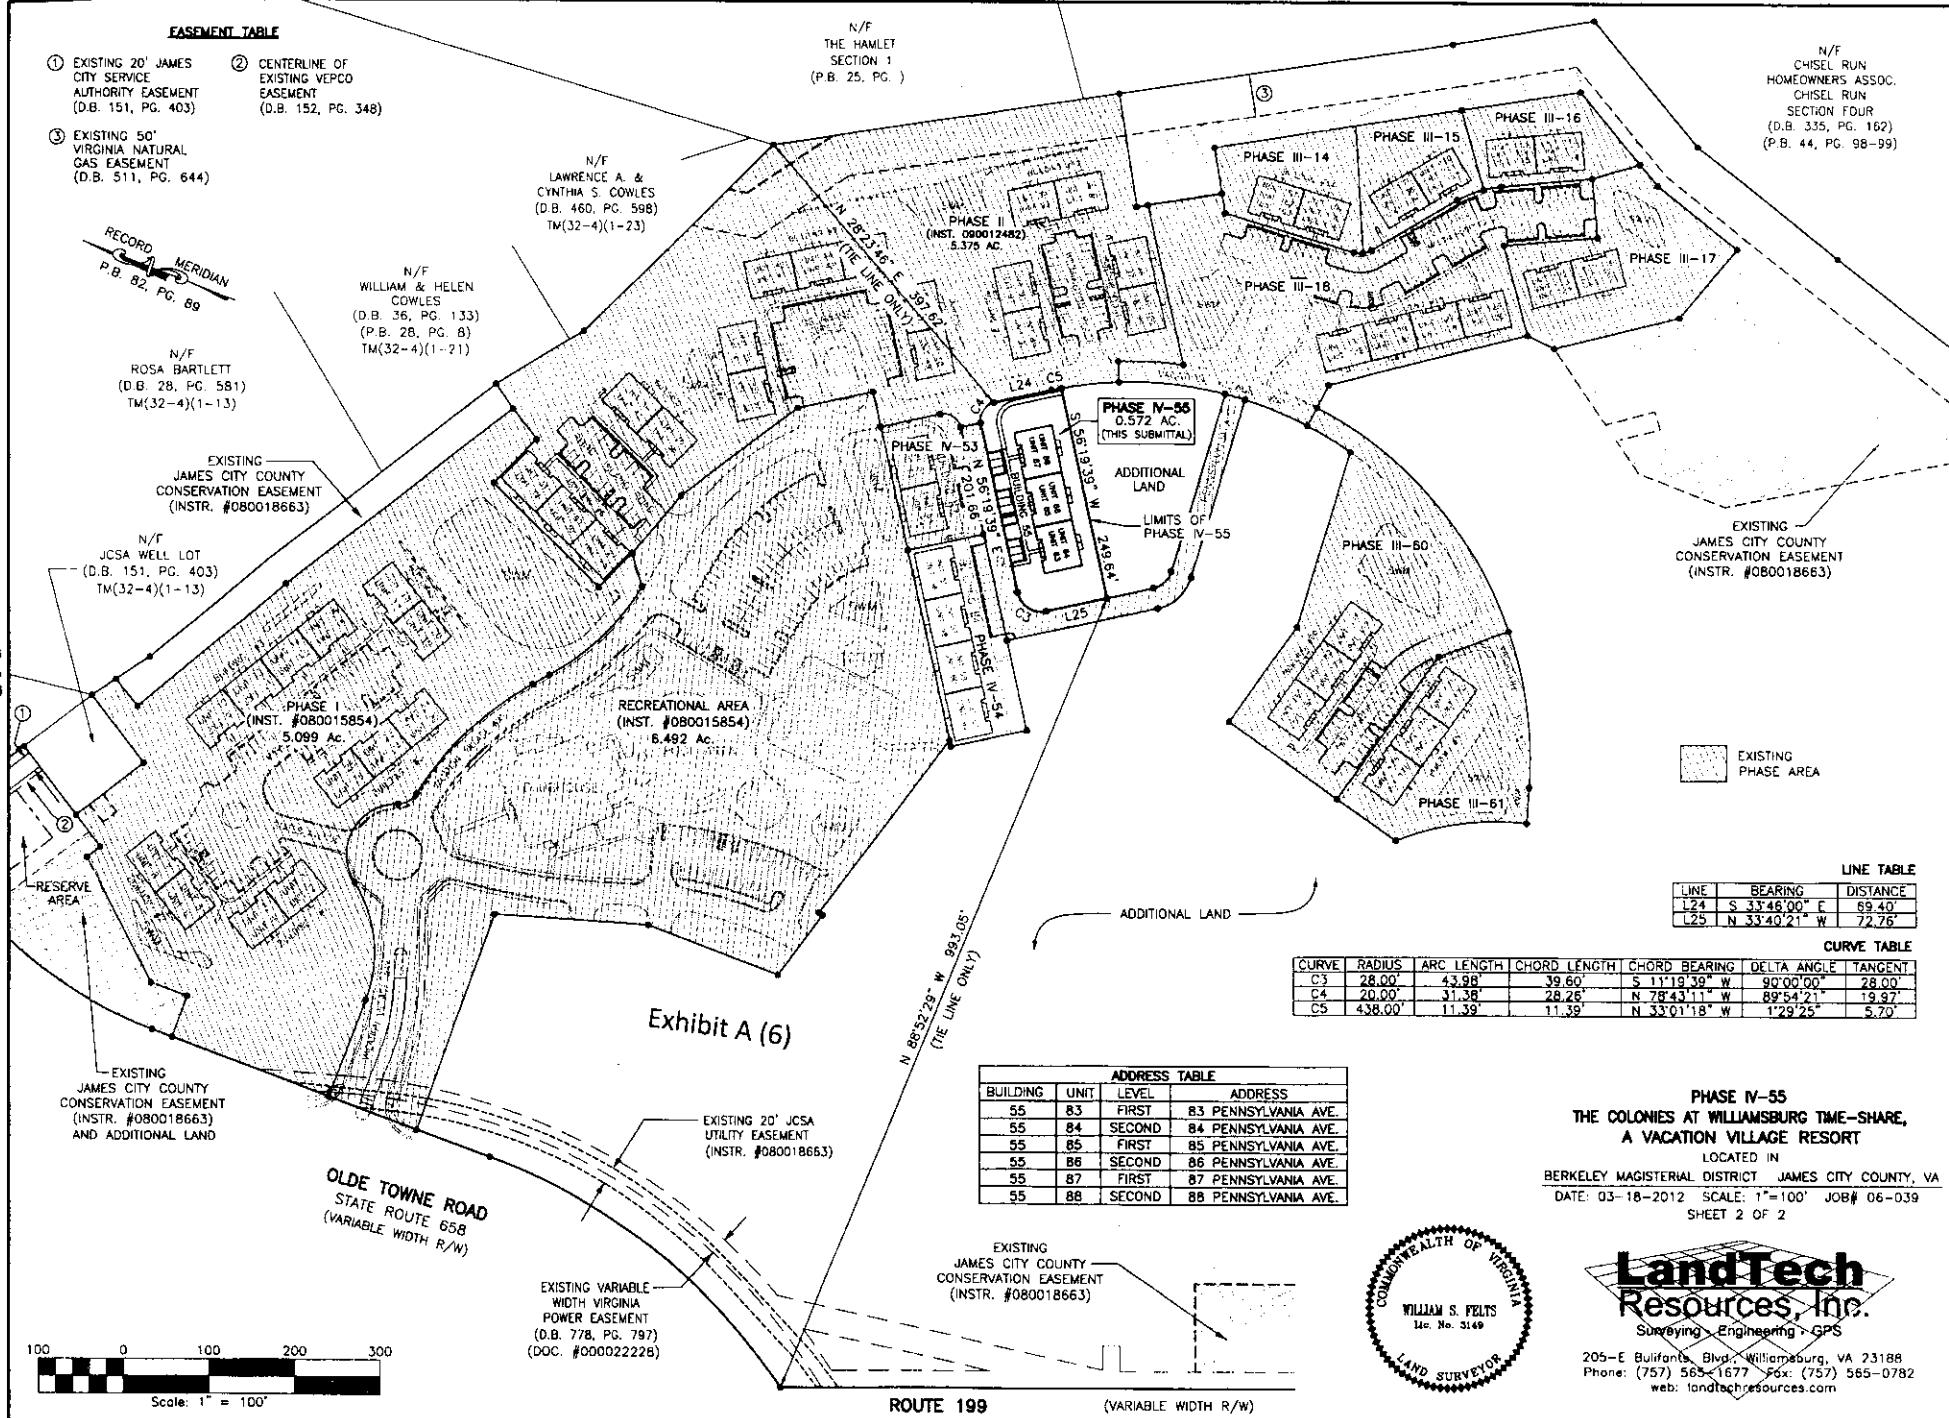 EASEMENT TABLE
① EXISTING 20' JAMES
CITY SERVICE
AUTHORITY EASEMENT
(D.B. 151, PG. 403)
② CENTERLINE OF
EXISTING VEPCO
EASEMENT
(D.B. 152, PG. 348)
③ EXISTING 50'
VIRGINIA NATURAL
GAS EASEMENT
(D.B. 511, PG. 644)
RECORD MERIDIAN
P.B. 82, PG. 89
N/F
THE HAMLET
SECTION 1
(P.B. 25, PG. )
N/F
CHISEL RUN
HOMEOWNERS ASSOC.
CHISEL RUN
SECTION FOUR
(D.B. 335, PG. 162)
(P.B. 44, PG. 98-99)
N/F
LAWRENCE A. &
CYNTHIA S. COWLES
(D.B. 460, PG. 598)
TM(32-4)(1-23)
N/F
WILLIAM & HELEN
COWLES
(D.B. 36, PG. 133)
(P.B. 28, PG. 8)
TM(32-4)(1-21)
N/F
ROSA BARTLETT
(D.B. 28, PG. 581)
TM(32-4)(1-13)
EXISTING
JAMES CITY COUNTY
CONSERVATION EASEMENT
(INSTR. #080018663)
N/F
JCSA WELL LOT
(D.B. 151, PG. 403)
TM(32-4)(1-13)
③
PHASE III-14
PHASE III-15
PHASE III-16
PHASE III-17
PHASE III-18
PHASE II
(INST. 090012482)
5.375 AC.
N 28°23'46" E 397.62'
(TIE LINE ONLY)
L24
C5
C4
PHASE IV-55
0.572 AC.
(THIS SUBMITTAL)
PHASE IV-53
N 56°19'39" E
201.66'
BUILDING 55
UNIT 88
UNIT 87
UNIT 86
UNIT 85
UNIT 84
UNIT 83
S 56°19'39" W 249.64'
ADDITIONAL
LAND
LIMITS OF
PHASE IV-55
C3
L25
PHASE IV-54
PHASE III-60
EXISTING
JAMES CITY COUNTY
CONSERVATION EASEMENT
(INSTR. #080018663)
PHASE I
(INST. #080015854)
5.099 Ac.
RECREATIONAL AREA
(INST. #080015854)
6.492 Ac.
①
②
RESERVE
AREA
PHASE III-61
EXISTING
PHASE AREA
ADDITIONAL LAND
N 88°52'29" W 993.05'
(TIE LINE ONLY)
LINE TABLE
LINE BEARING DISTANCE
L24 S 33°46'00" E 69.40'
L25 N 33°40'21" W 72.76'
CURVE TABLE
CURVE RADIUS ARC LENGTH CHORD LENGTH CHORD BEARING DELTA ANGLE TANGENT
C3 28.00' 43.98' 39.60' S 11°19'39" W 90°00'00" 28.00'
C4 20.00' 31.38' 28.26' N 78°43'11" W 89°54'21" 19.97'
C5 438.00' 11.39' 11.39' N 33°01'18" W 1°29'25" 5.70'
Exhibit A (6)
EXISTING
JAMES CITY COUNTY
CONSERVATION EASEMENT
(INSTR. #080018663)
AND ADDITIONAL LAND
EXISTING 20' JCSA
UTILITY EASEMENT
(INSTR. #080018663)
OLDE TOWNE ROAD
STATE ROUTE 658
(VARIABLE WIDTH R/W)
EXISTING VARIABLE
WIDTH VIRGINIA
POWER EASEMENT
(D.B. 778, PG. 797)
(DOC. #000022228)
ADDRESS TABLE
BUILDING UNIT LEVEL ADDRESS
55 83 FIRST 83 PENNSYLVANIA AVE.
55 84 SECOND 84 PENNSYLVANIA AVE.
55 85 FIRST 85 PENNSYLVANIA AVE.
55 86 SECOND 86 PENNSYLVANIA AVE.
55 87 FIRST 87 PENNSYLVANIA AVE.
55 88 SECOND 88 PENNSYLVANIA AVE.
EXISTING
JAMES CITY COUNTY
CONSERVATION EASEMENT
(INSTR. #080018663)
PHASE IV-55
THE COLONIES AT WILLIAMSBURG TIME-SHARE,
A VACATION VILLAGE RESORT
LOCATED IN
BERKELEY MAGISTERIAL DISTRICT JAMES CITY COUNTY, VA
DATE: 03-18-2012 SCALE: 1"=100' JOB# 06-039
SHEET 2 OF 2
COMMONWEALTH OF VIRGINIA
WILLIAM S. FELTS
Lic. No. 3149
LAND SURVEYOR
LandTech
Resources, Inc.
Surveying • Engineering • GPS
205-E Bulifants Blvd., Williamsburg, VA 23188
Phone: (757) 565-1677 Fax: (757) 565-0782
web: landtechresources.com
100 0 100 200 300
Scale: 1" = 100'
ROUTE 199 (VARIABLE WIDTH R/W)